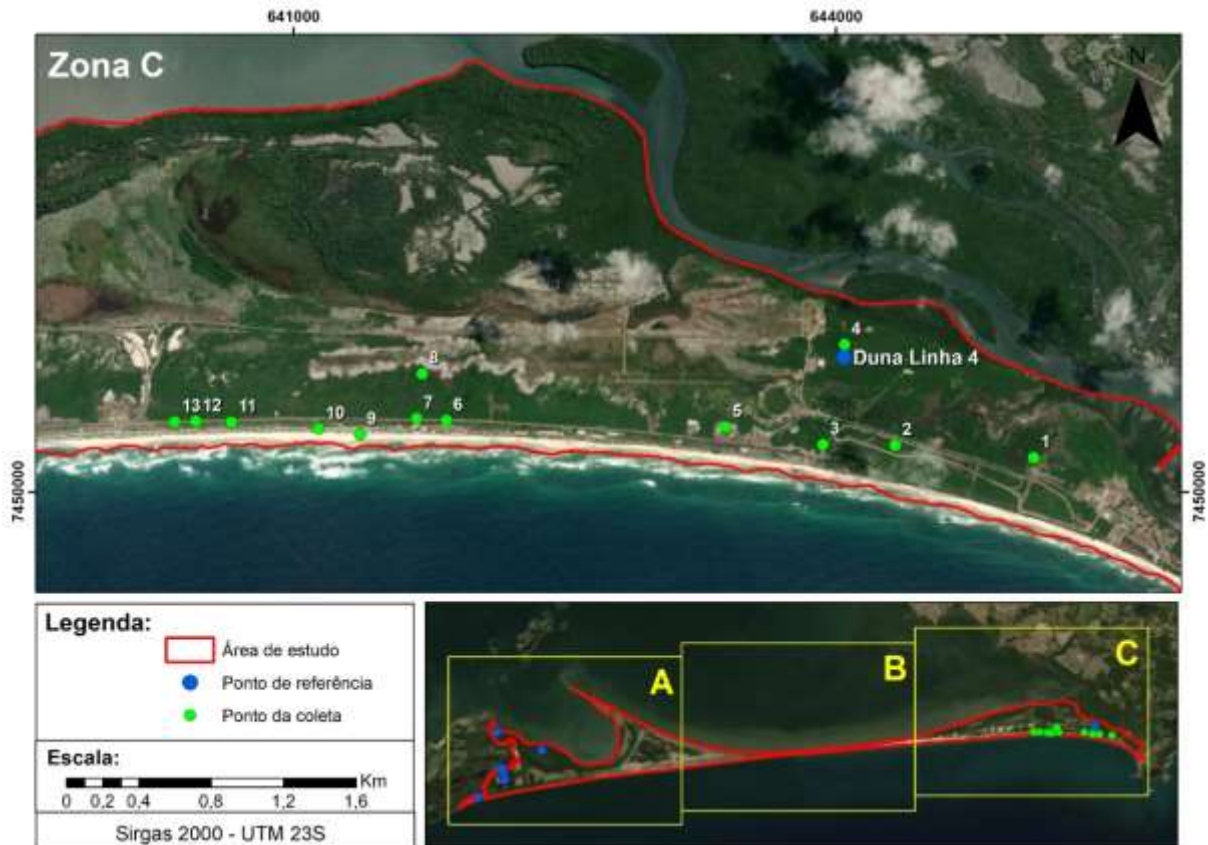 641000
644000
Zona C
N
4
Duna Linha 4
8
13 12 11 10 9 7 6 5 3 2 1
7450000
7450000
Legenda:
Área de estudo
Ponto de referência
Ponto da coleta
Escala:
Km
0 0,2 0,4 0,8 1,2 1,6
Sirgas 2000 - UTM 23S
A
B
C